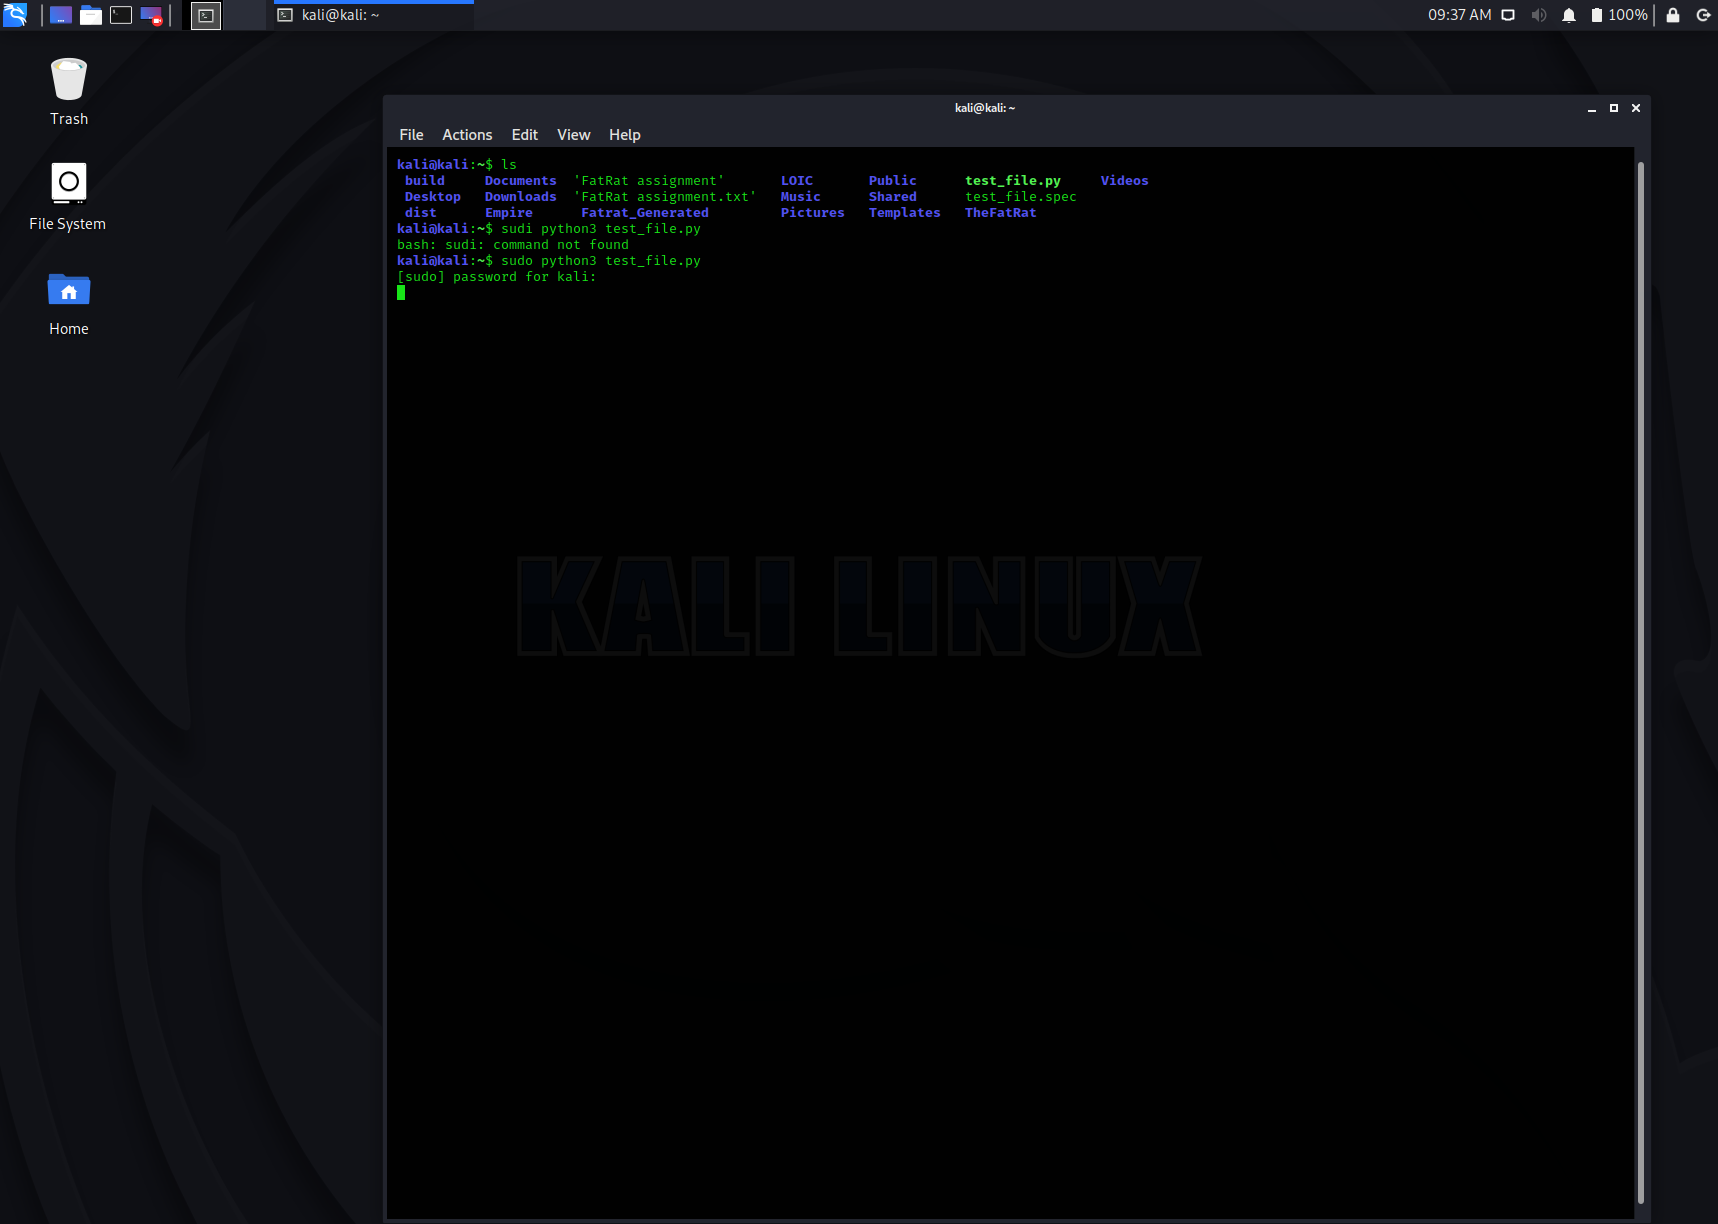 kali@kali: ~
09:37 AM
100%
Trash
File System
Home
kali@kali: ~
File Actions Edit View Help
kali@kali:~$ ls
build Documents 'FatRat assignment' LOIC Public test_file.py Videos
Desktop Downloads 'FatRat assignment.txt' Music Shared test_file.spec
dist Empire Fatrat_Generated Pictures Templates TheFatRat
kali@kali:~$ sudi python3 test_file.py
bash: sudi: command not found
kali@kali:~$ sudo python3 test_file.py
[sudo] password for kali:
KALI LINUX